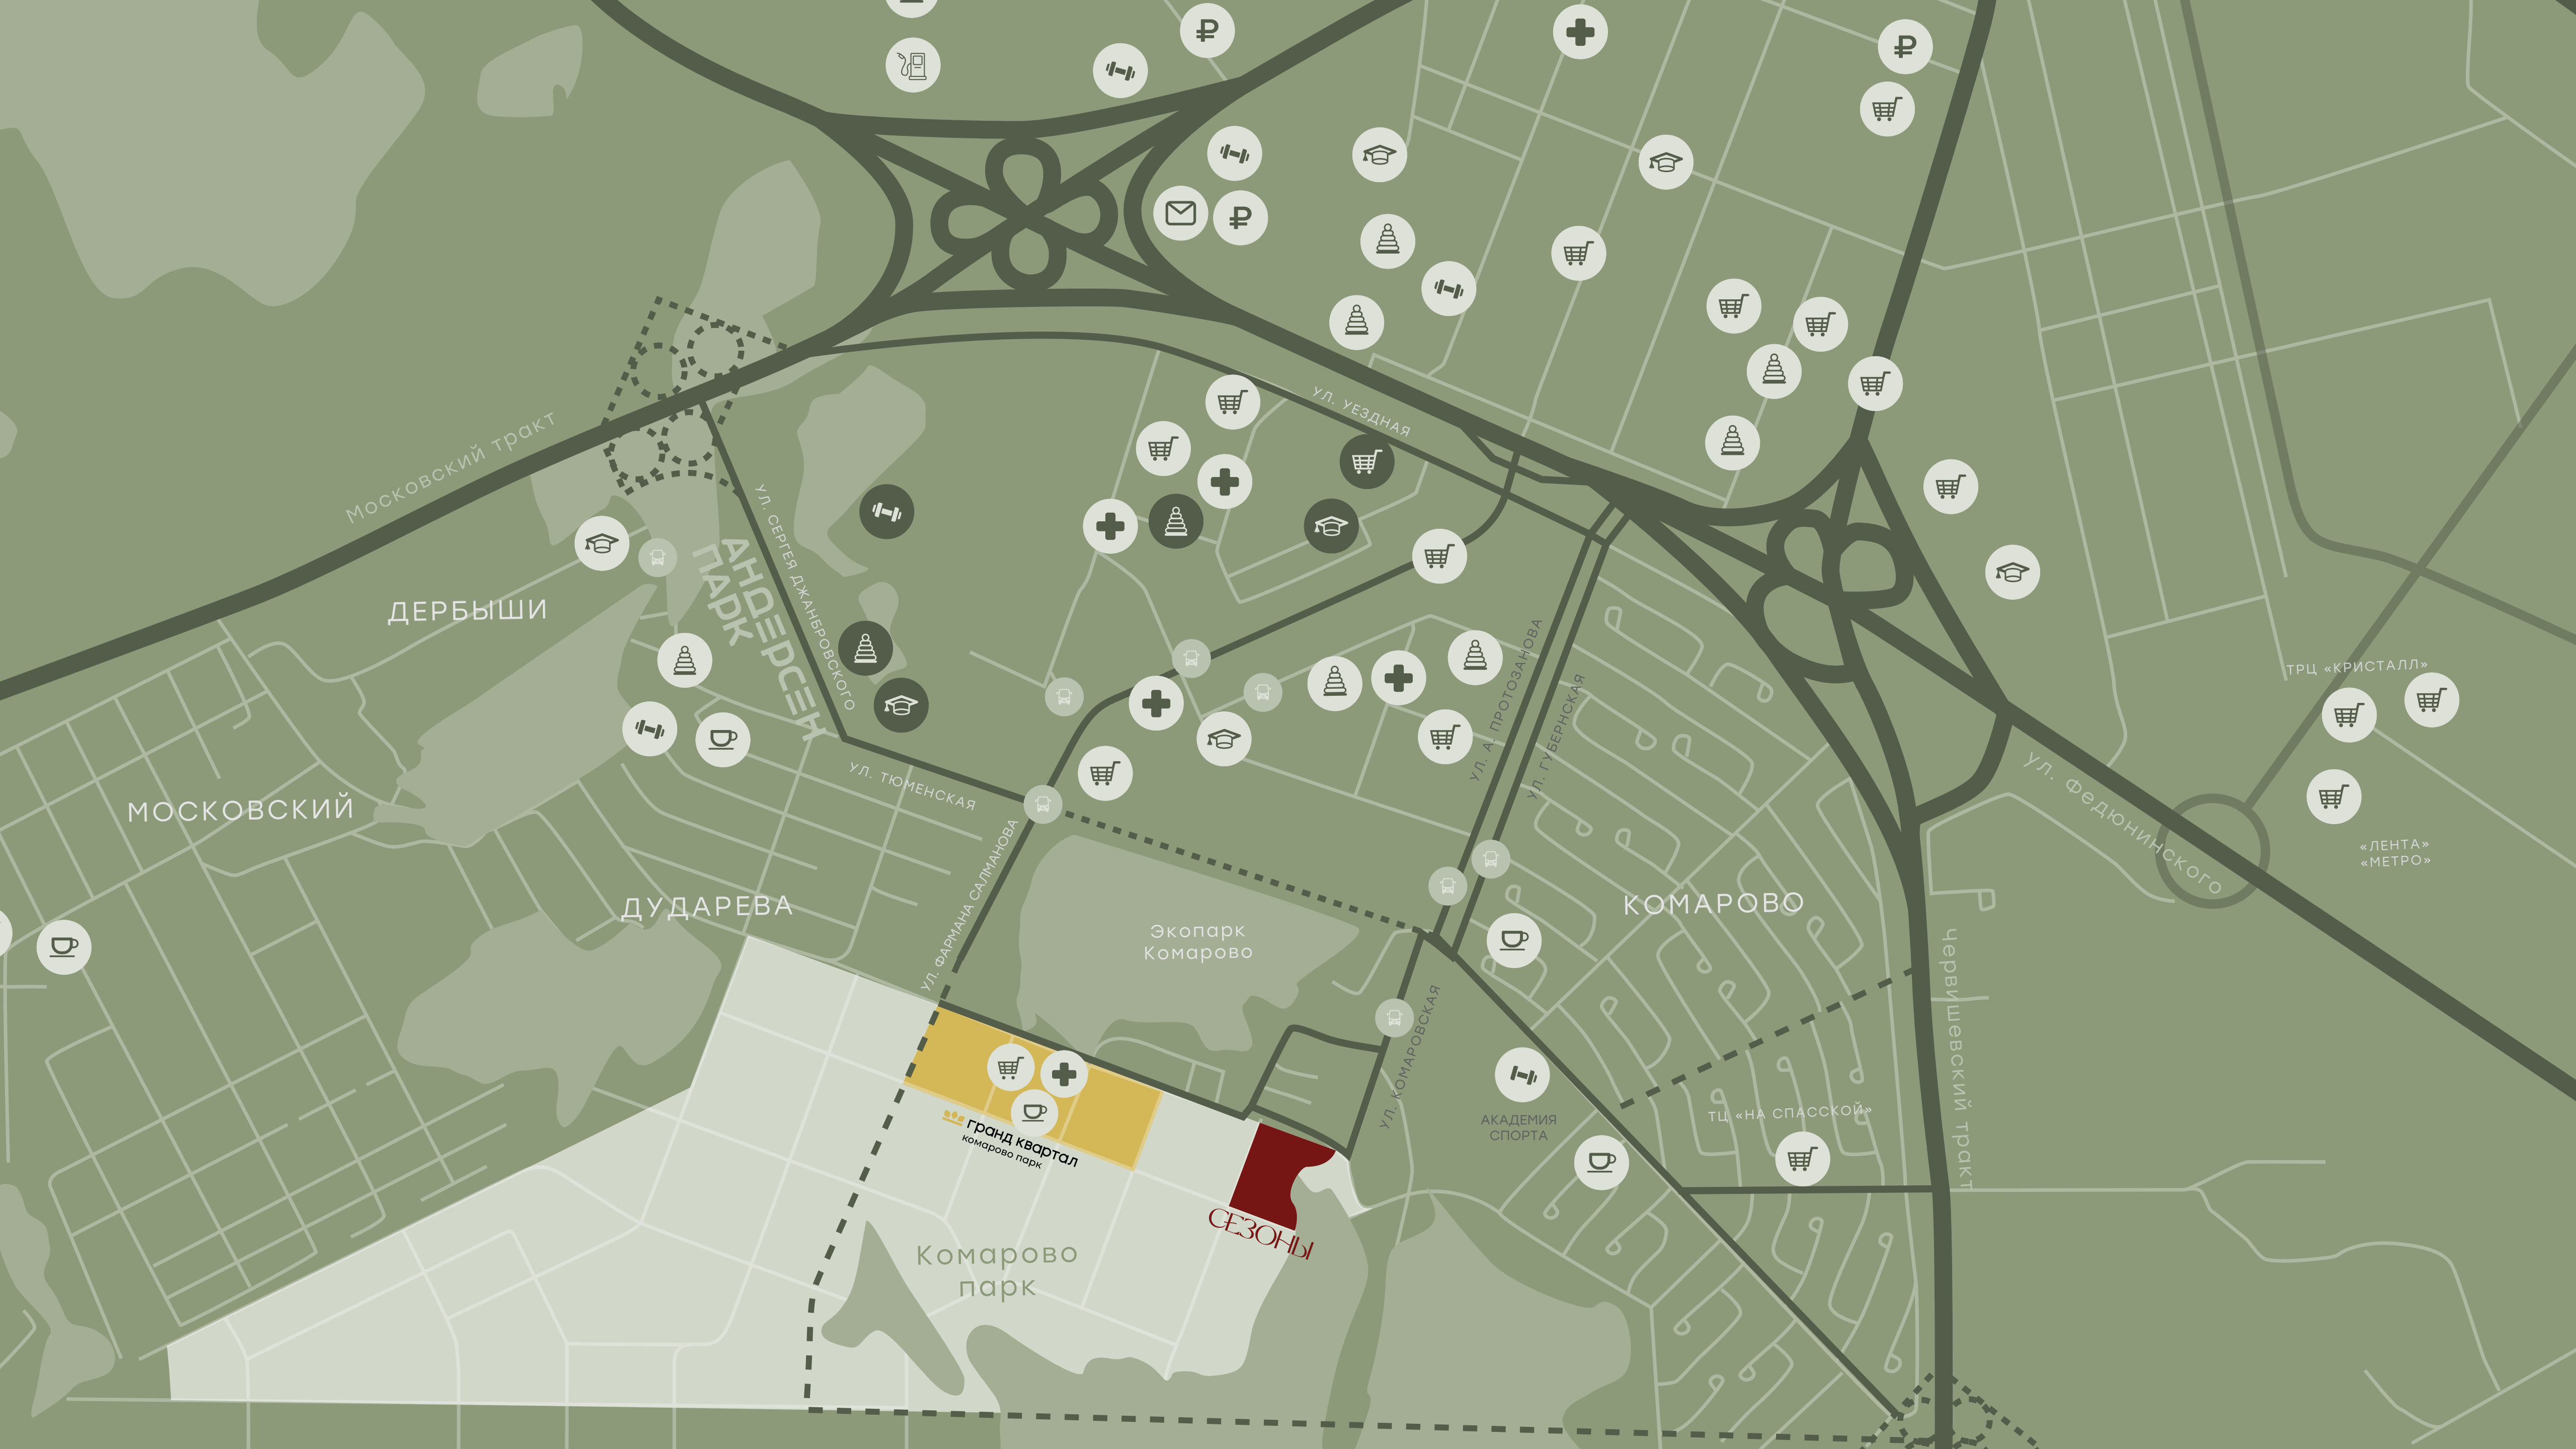 УЛ. УЕЗДНАЯ
Московский тракт
УЛ. СЕРГЕЯ ДЖАНБРОВСКОГО
АНДЕРСЕН
ПАРК
ДЕРБЫШИ
УЛ. А. ПРОТОЗАНОВА
УЛ. ГУБЕРНСКАЯ
ТРЦ «КРИСТАЛЛ»
УЛ. ТЮМЕНСКАЯ
МОСКОВСКИЙ
ул. Федюнинского
«ЛЕНТА»
«МЕТРО»
УЛ. ФАРМАНА САЛМАНОВА
ДУДАРЕВА
КОМАРОВО
Экопарк
Комарово
Червишевский тракт
УЛ. КОМАРОВСКАЯ
АКАДЕМИЯ
СПОРТА
ТЦ «НА СПАССКОЙ»
гранд квартал
комарово парк
СЕЗОНЫ
Комарово
парк